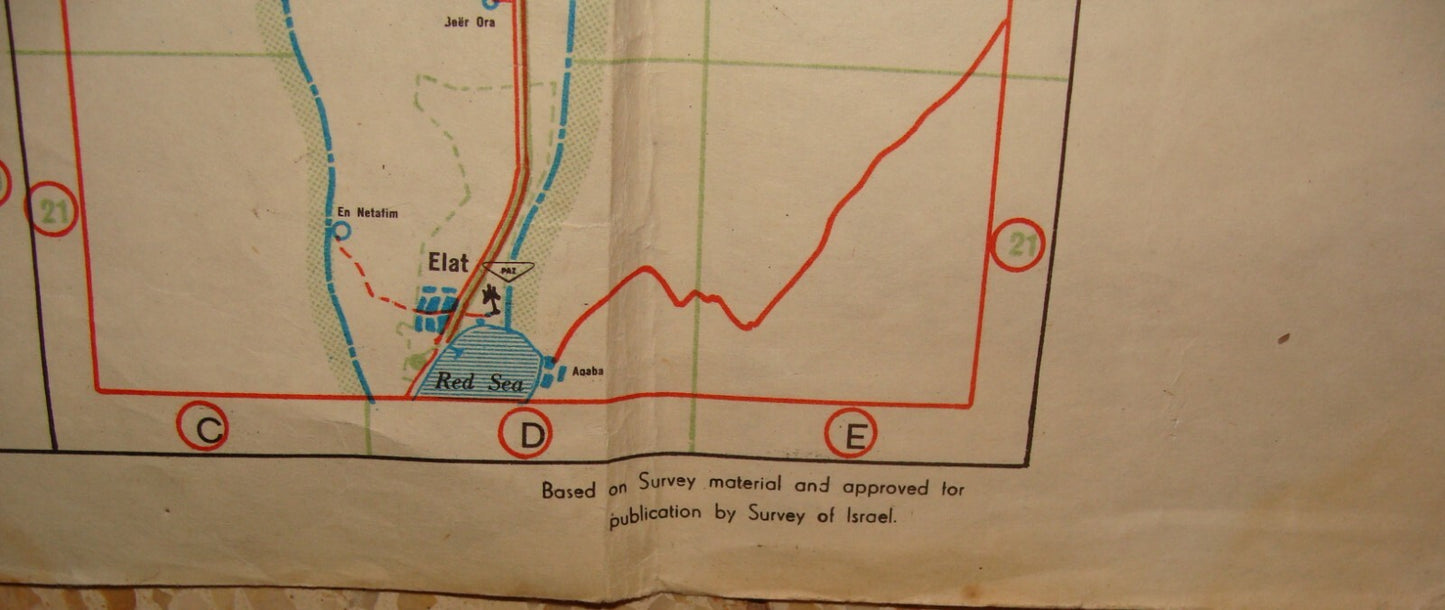 Beër Ora
21
En Netafim
21
Elat
PAZ
Red Sea
Aqaba
C
D
E
Based on Survey material and approved for
publication by Survey of Israel.